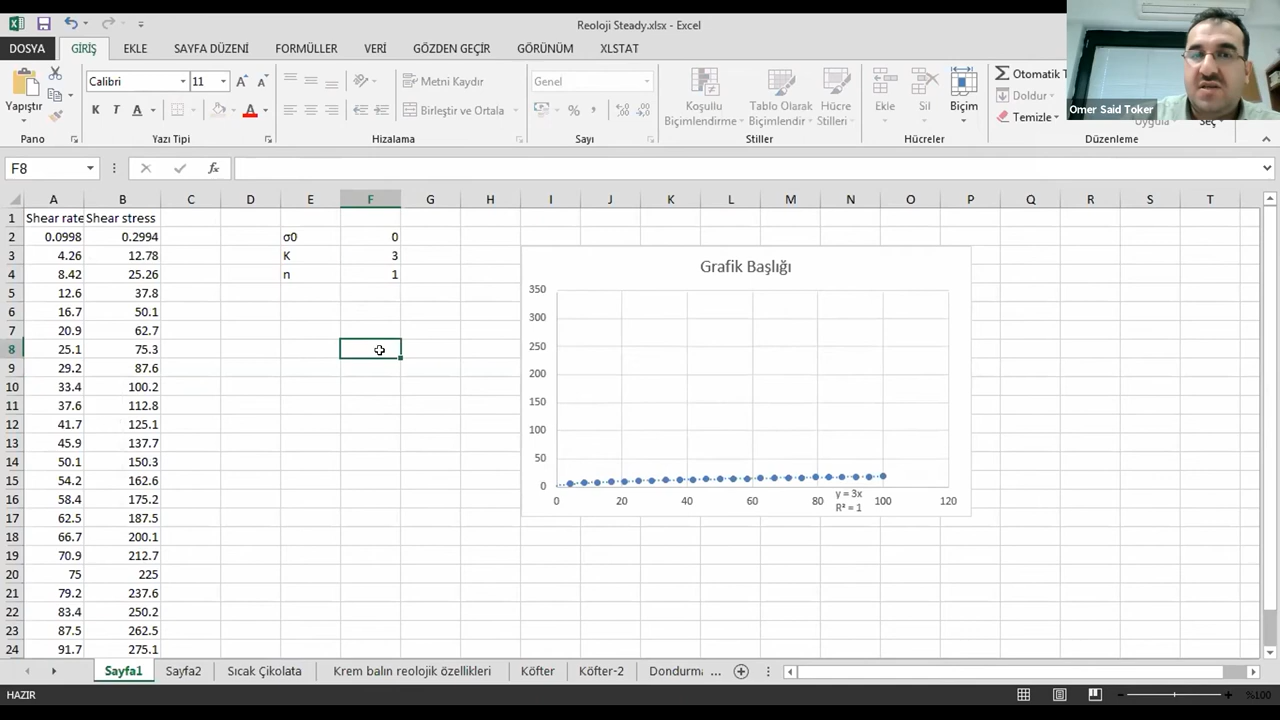 Reoloji Steady.xlsx - Excel
DOSYA GİRİŞ EKLE SAYFA DÜZENİ FORMÜLLER VERİ GÖZDEN GEÇİR GÖRÜNÜM XLSTAT
Yapıştır
Calibri 11
K T A
Metni Kaydır
Birleştir ve Ortala
Genel
Koşullu Biçimlendirme
Tablo Olarak Biçimlendir
Hücre Stilleri
Ekle Sil Biçim
Otomatik T
Doldur
Temizle
Omer Said Toker
Pano Yazı Tipi Hizalama Sayı Stiller Hücreler Düzenleme
F8 fx
A B C D E F G H I J K L M N O P Q R S T
1 Shear rate Shear stress
2 0.0998 0.2994 σ0 0
3 4.26 12.78 K 3
4 8.42 25.26 n 1
5 12.6 37.8
6 16.7 50.1
7 20.9 62.7
8 25.1 75.3
9 29.2 87.6
10 33.4 100.2
11 37.6 112.8
12 41.7 125.1
13 45.9 137.7
14 50.1 150.3
15 54.2 162.6
16 58.4 175.2
17 62.5 187.5
18 66.7 200.1
19 70.9 212.7
20 75 225
21 79.2 237.6
22 83.4 250.2
23 87.5 262.5
24 91.7 275.1
Grafik Başlığı
350
300
250
200
150
100
50
0
0 20 40 60 80 100 120
y = 3x
R² = 1
Sayfa1 Sayfa2 Sıcak Çikolata Krem balın reolojik özellikleri Köfter Köfter-2 Dondurma ...
HAZIR
%100